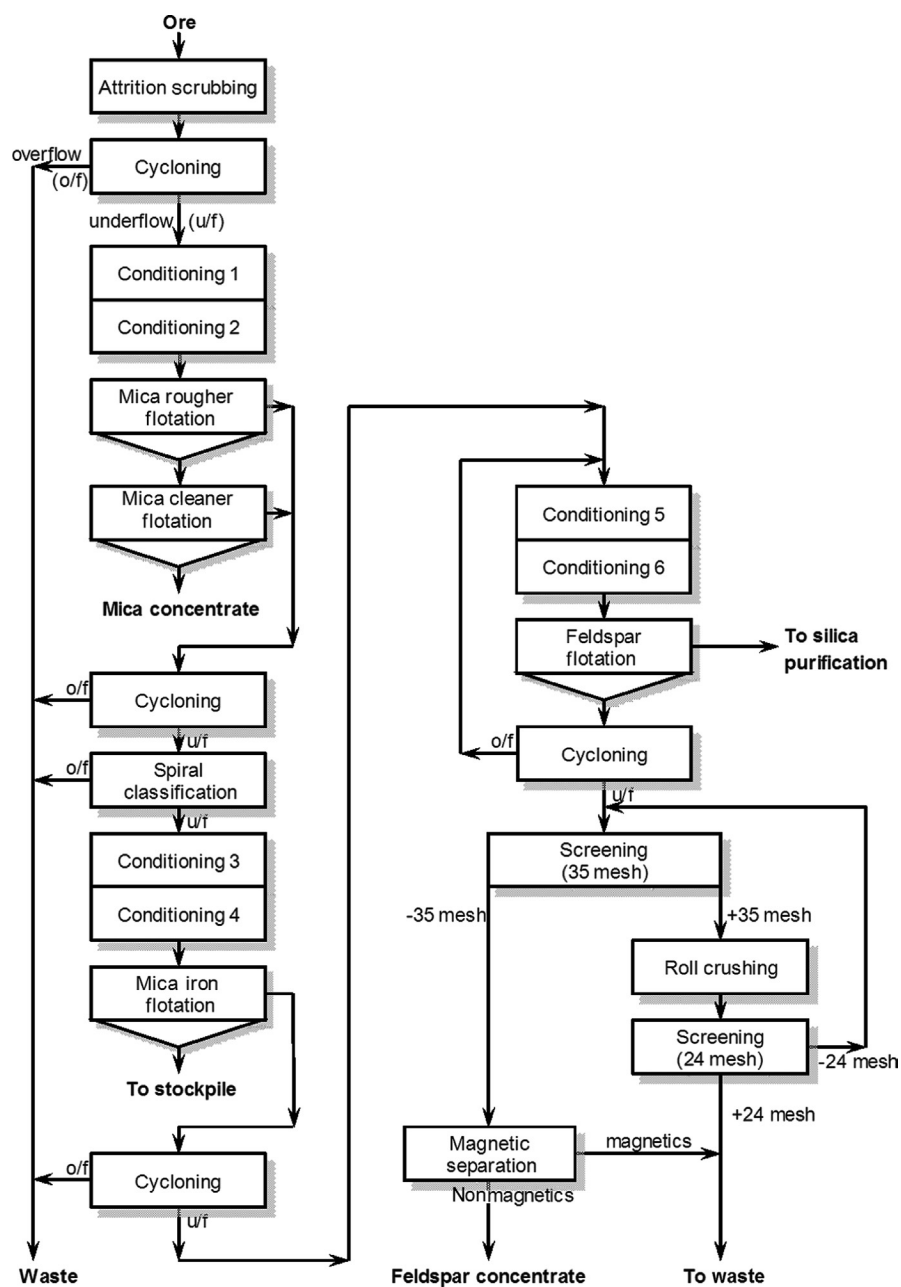 Ore
Attrition scrubbing
overflow
(o/f)
Cycloning
underflow (u/f)
Conditioning 1
Conditioning 2
Mica rougher
flotation
Mica cleaner
flotation
Mica concentrate
o/f
Cycloning
u/f
o/f
Spiral
classification
u/f
Conditioning 3
Conditioning 4
Mica iron
flotation
To stockpile
o/f
Cycloning
u/f
Waste
Conditioning 5
Conditioning 6
Feldspar
flotation
To silica
purification
o/f
Cycloning
u/f
Screening
(35 mesh)
-35 mesh
+35 mesh
Roll crushing
Screening
(24 mesh)
-24 mesh
+24 mesh
Magnetic
separation
magnetics
Nonmagnetics
Feldspar concentrate
To waste